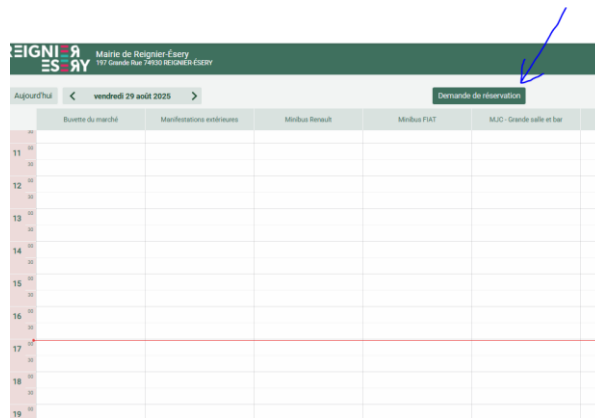 REIGNIER
ÉSERY
Mairie de Reignier-Ésery
197 Grande Rue 74930 REIGNIER-ÉSERY
Aujourd'hui
vendredi 29 août 2025
Demande de réservation
Buvette du marché
Manifestations extérieures
Minibus Renault
Minibus FIAT
MJC - Grande salle et bar
11
12
13
14
15
16
17
18
19